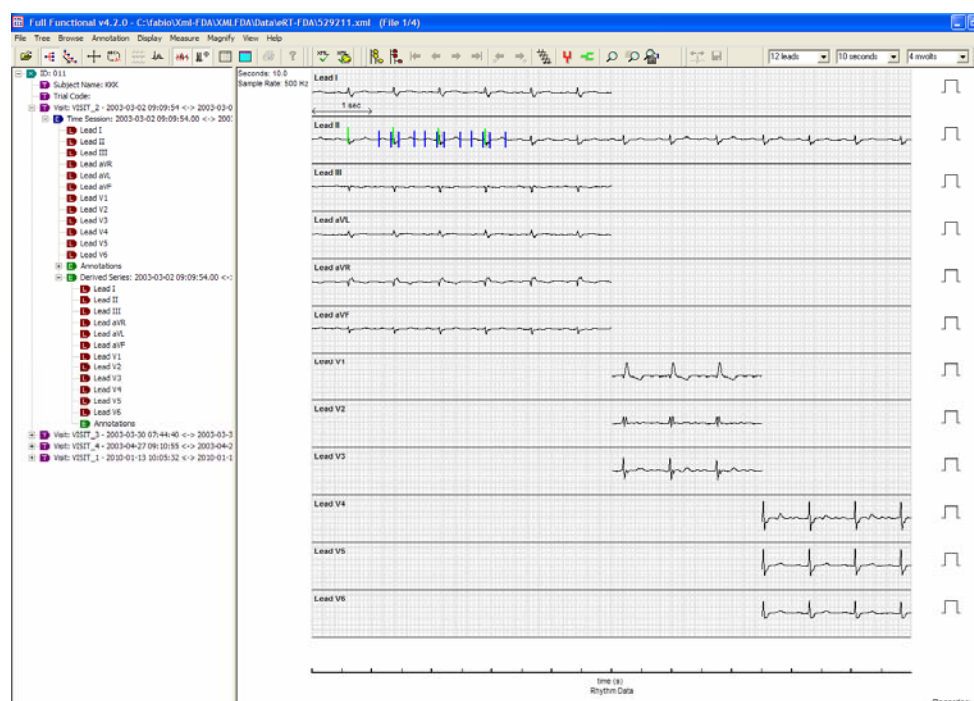 Full Functional v4.2.0 - C:\fabio\Xml-FDA\XMLFDA\Data\eRT-FDA\529211.xml (File 1/4)
File Tree Browse Annotation Display Measure Magnify View Help
12 leads
10 seconds
4 mvolts
ID: 011
Subject Name: KKK
Trial Code:
Visit: VISIT_2 - 2003-03-02 09:09:54 <-> 2003-03-0
Time Session: 2003-03-02 09:09:54.00 <-> 200
Lead I
Lead II
Lead III
Lead aVR
Lead aVL
Lead aVF
Lead V1
Lead V2
Lead V3
Lead V4
Lead V5
Lead V6
Annotations
Derived Series: 2003-03-02 09:09:54.00 <-
Lead I
Lead II
Lead III
Lead aVR
Lead aVL
Lead aVF
Lead V1
Lead V2
Lead V3
Lead V4
Lead V5
Lead V6
Annotations
Visit: VISIT_3 - 2003-03-30 07:44:40 <-> 2003-03-3
Visit: VISIT_4 - 2003-04-27 09:10:55 <-> 2003-04-2
Visit: VISIT_1 - 2010-01-13 10:05:32 <-> 2010-01-1
Seconds: 10.0
Sample Rate: 500 Hz
Lead I
1 sec
Lead II
Lead III
Lead aVL
Lead aVR
Lead aVF
Lead V1
Lead V2
Lead V3
Lead V4
Lead V5
Lead V6
time (s)
Rhythm Data